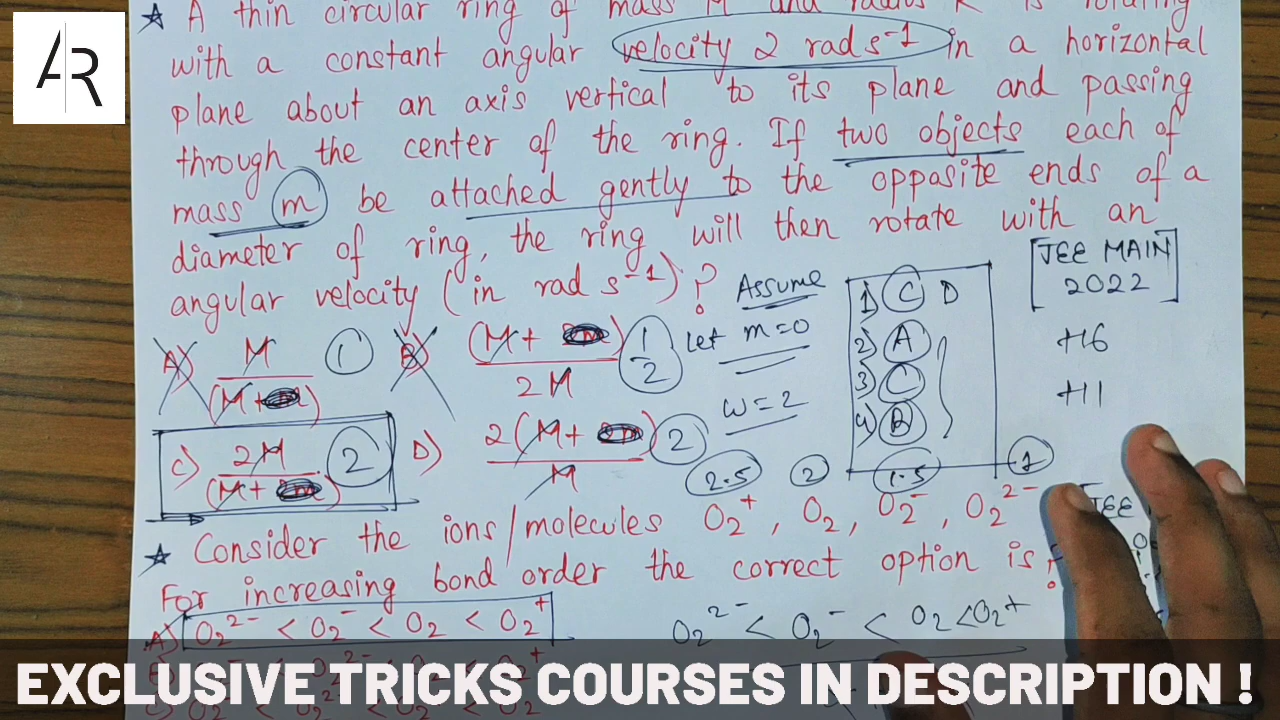 AR
☆ A thin circular ring of mass M and radius R is rotating
with a constant angular velocity 2 rad s⁻¹ in a horizontal
plane about an axis vertical to its plane and passing
through the center of the ring. If two objects each of
mass m be attached gently to the opposite ends of a
diameter of ring, the ring will then rotate with an
angular velocity (in rad s⁻¹)?
Assume
[JEE MAIN 2022]
A) M / (M+ ) 1
B) (M+ ) / 2M 1/2
Let m=0
ω=2
C) 2M / (M+ ) 2
D) 2(M+ ) / M 2
1) C D
2) A
3) C
4) B
+16
+11
2.5 2 1.5 1
☆ Consider the ions/molecules O₂⁺, O₂, O₂⁻, O₂²⁻
For increasing bond order the correct option is?
JEE
A) O₂²⁻ < O₂⁻ < O₂ < O₂⁺
O₂²⁻ < O₂⁻ < O₂ < O₂⁺
EXCLUSIVE TRICKS COURSES IN DESCRIPTION !